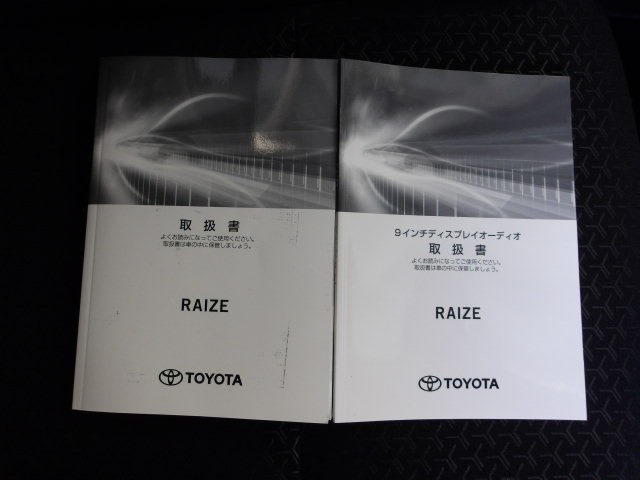 取扱書
よくお読みになってご使用ください。
取扱書は車の中に保管しましょう。
RAIZE
TOYOTA
9インチディスプレイオーディオ
取扱書
よくお読みになってご使用ください。
取扱書は車の中に保管しましょう。
RAIZE
TOYOTA